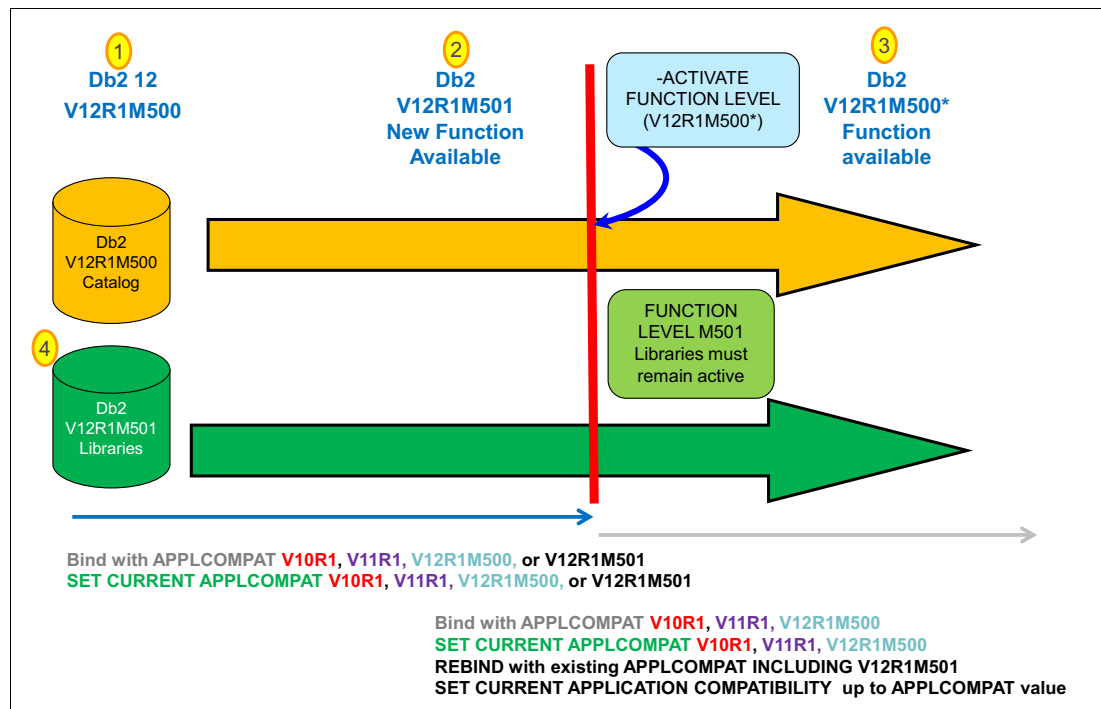 1
Db2 12
V12R1M500
2
Db2
V12R1M501
New Function
Available
-ACTIVATE
FUNCTION LEVEL
(V12R1M500*)
3
Db2
V12R1M500*
Function
available
Db2
V12R1M500
Catalog
FUNCTION
LEVEL M501
Libraries must
remain active
4
Db2
V12R1M501
Libraries
Bind with APPLCOMPAT V10R1, V11R1, V12R1M500, or V12R1M501
SET CURRENT APPLCOMPAT V10R1, V11R1, V12R1M500, or V12R1M501
Bind with APPLCOMPAT V10R1, V11R1, V12R1M500
SET CURRENT APPLCOMPAT V10R1, V11R1, V12R1M500
REBIND with existing APPLCOMPAT INCLUDING V12R1M501
SET CURRENT APPLICATION COMPATIBILITY up to APPLCOMPAT value